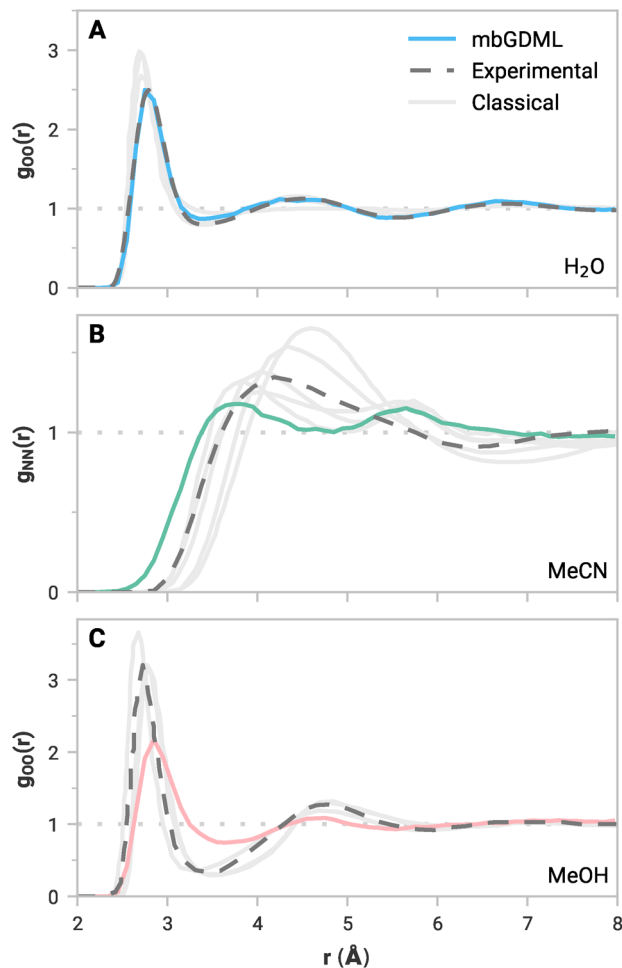 A
mbGDML
Experimental
Classical
3
2
1
0
gOO(r)
H2O
B
1
0
gNN(r)
MeCN
C
3
2
1
0
gOO(r)
MeOH
2 3 4 5 6 7 8
r (Å)